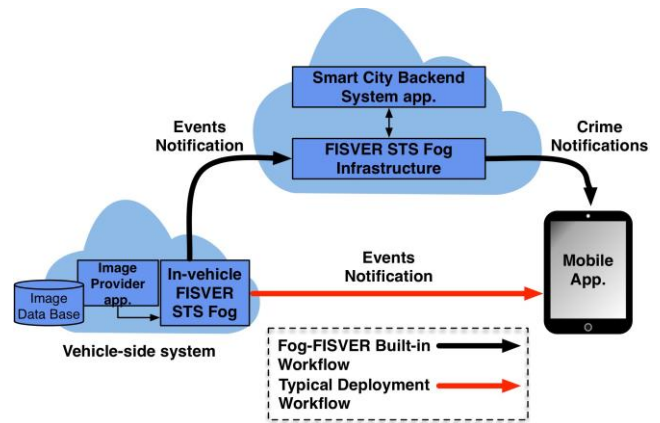 Smart City Backend
System app.
Events
Notification
FISVER STS Fog
Infrastructure
Crime
Notifications
Image
Provider
app.
In-vehicle
FISVER
STS Fog
Image
Data Base
Vehicle-side system
Events
Notification
Mobile
App.
Fog-FISVER Built-in
Workflow
Typical Deployment
Workflow